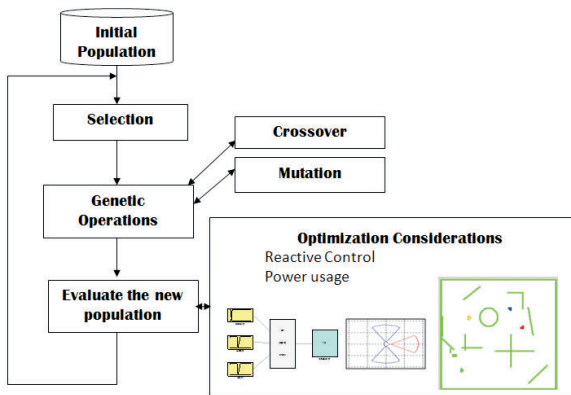 Initial
Population
Selection
Crossover
Mutation
Genetic
Operations
Optimization Considerations
Reactive Control
Power usage
Evaluate the new
population